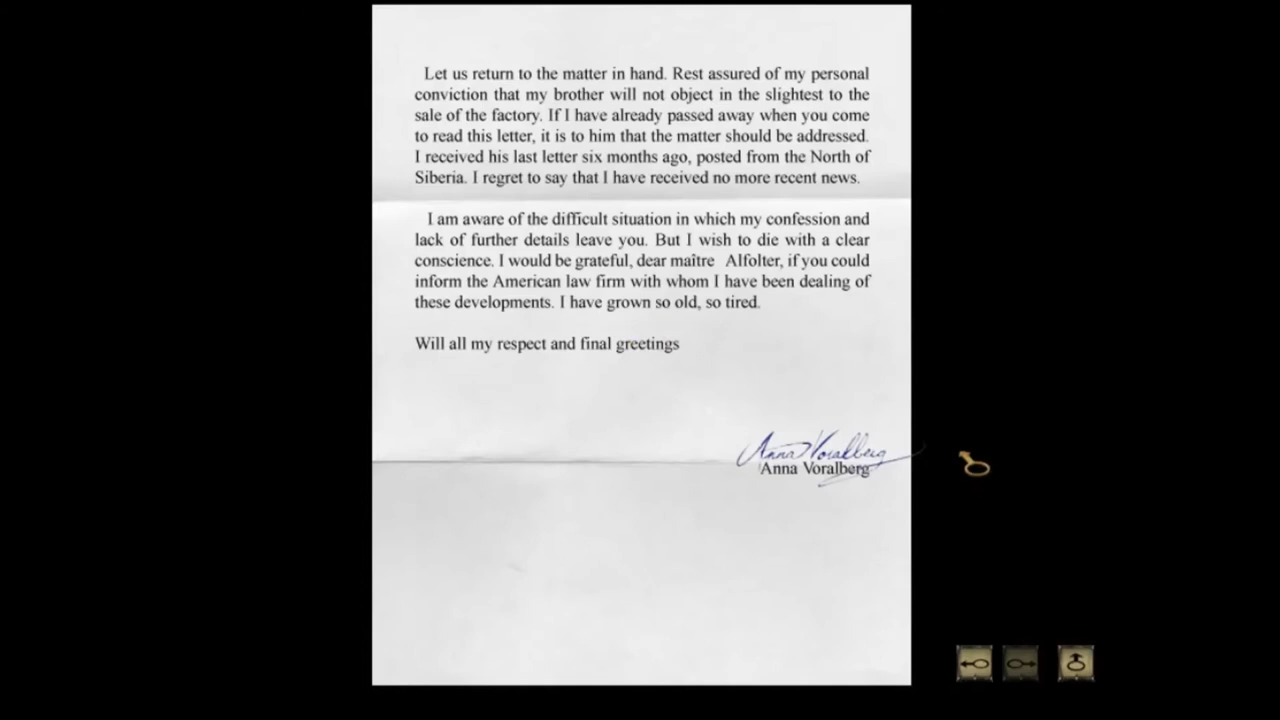 Let us return to the matter in hand. Rest assured of my personal
conviction that my brother will not object in the slightest to the
sale of the factory. If I have already passed away when you come
to read this letter, it is to him that the matter should be addressed.
I received his last letter six months ago, posted from the North of
Siberia. I regret to say that I have received no more recent news.
I am aware of the difficult situation in which my confession and
lack of further details leave you. But I wish to die with a clear
conscience. I would be grateful, dear maître Alfolter, if you could
inform the American law firm with whom I have been dealing of
these developments. I have grown so old, so tired.
Will all my respect and final greetings
Anna Voralberg
Anna Voralberg